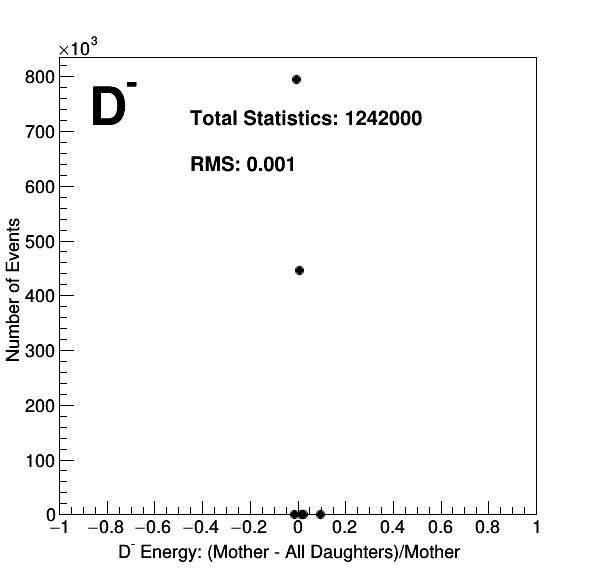 ×10³
D⁻
Total Statistics: 1242000
RMS: 0.001
Number of Events
800
700
600
500
400
300
200
100
0
−1 −0.8 −0.6 −0.4 −0.2 0 0.2 0.4 0.6 0.8 1
D⁻ Energy: (Mother - All Daughters)/Mother